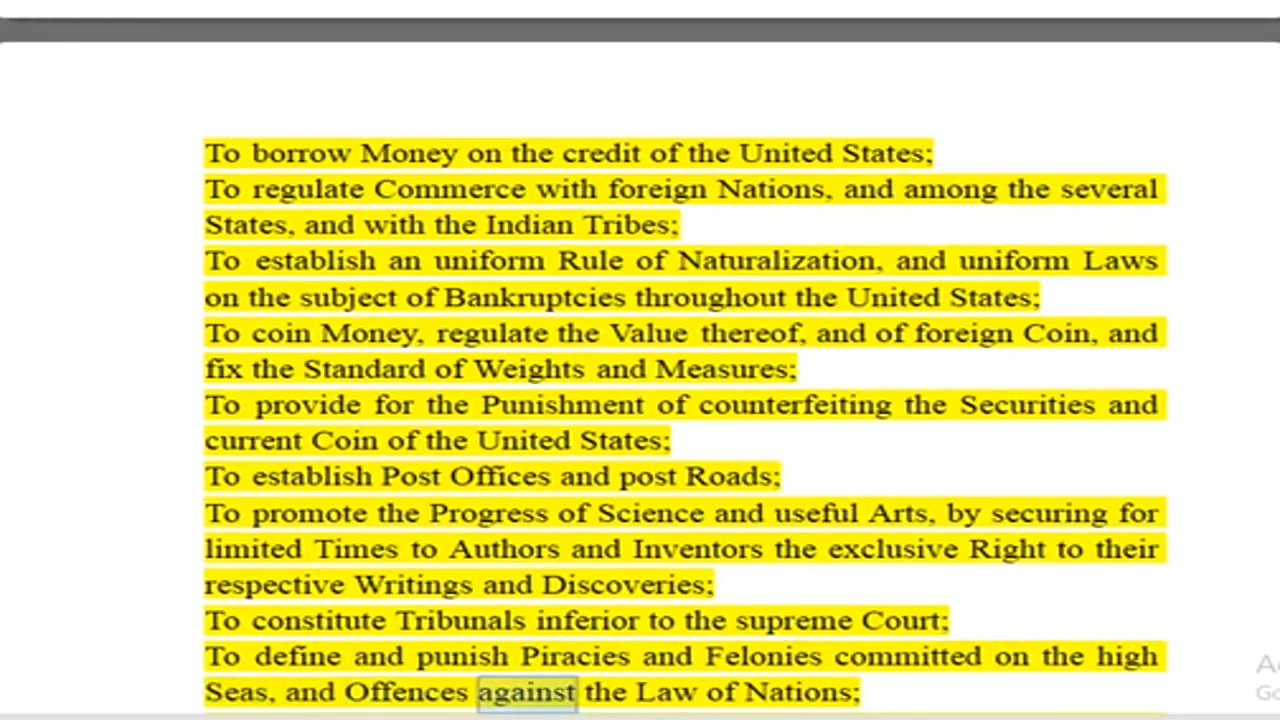 To borrow Money on the credit of the United States;
To regulate Commerce with foreign Nations, and among the several
States, and with the Indian Tribes;
To establish an uniform Rule of Naturalization, and uniform Laws
on the subject of Bankruptcies throughout the United States;
To coin Money, regulate the Value thereof, and of foreign Coin, and
fix the Standard of Weights and Measures;
To provide for the Punishment of counterfeiting the Securities and
current Coin of the United States;
To establish Post Offices and post Roads;
To promote the Progress of Science and useful Arts, by securing for
limited Times to Authors and Inventors the exclusive Right to their
respective Writings and Discoveries;
To constitute Tribunals inferior to the supreme Court;
To define and punish Piracies and Felonies committed on the high
Seas, and Offences against the Law of Nations;